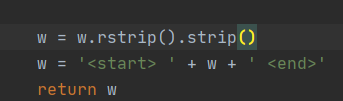 w = w.rstrip().strip()
w = '<start> ' + w + ' <end>'
return w